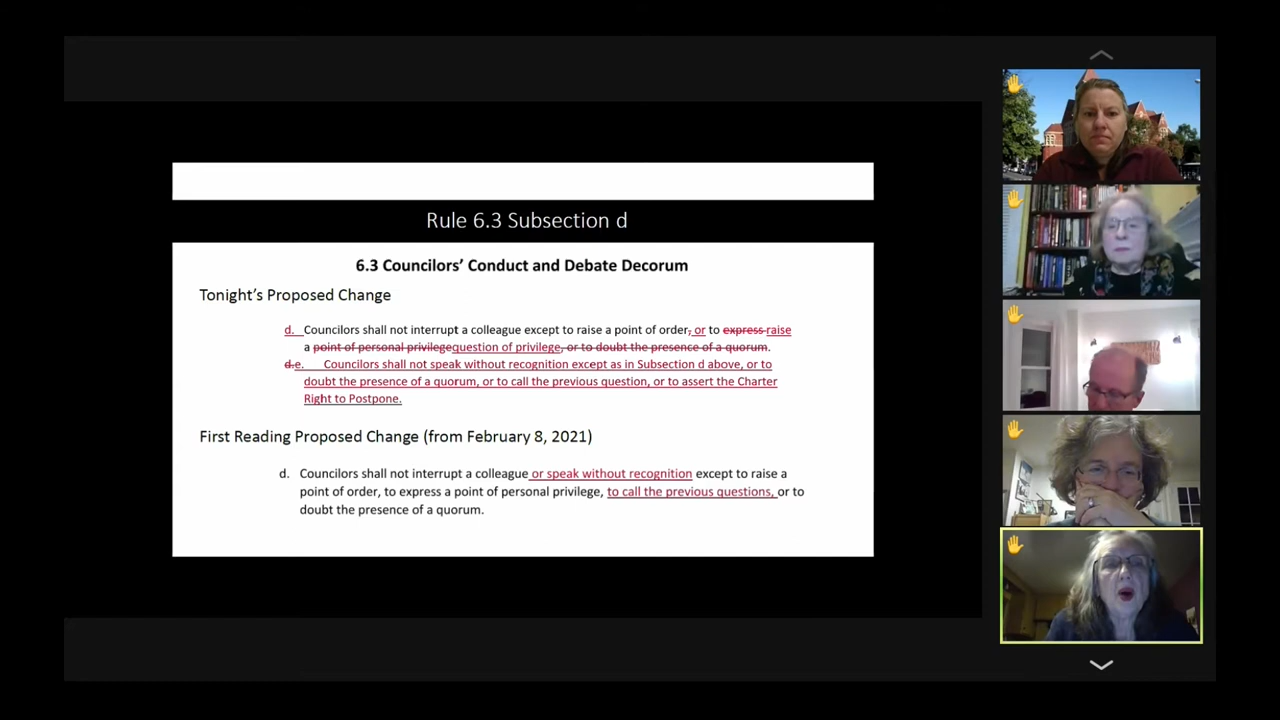 Rule 6.3 Subsection d
6.3 Councilors’ Conduct and Debate Decorum
Tonight’s Proposed Change
d. Councilors shall not interrupt a colleague except to raise a point of order, or to express raise
a point of personal privilegequestion of privilege, or to doubt the presence of a quorum.
d.e. Councilors shall not speak without recognition except as in Subsection d above, or to
doubt the presence of a quorum, or to call the previous question, or to assert the Charter
Right to Postpone.
First Reading Proposed Change (from February 8, 2021)
d. Councilors shall not interrupt a colleague or speak without recognition except to raise a
point of order, to express a point of personal privilege, to call the previous questions, or to
doubt the presence of a quorum.